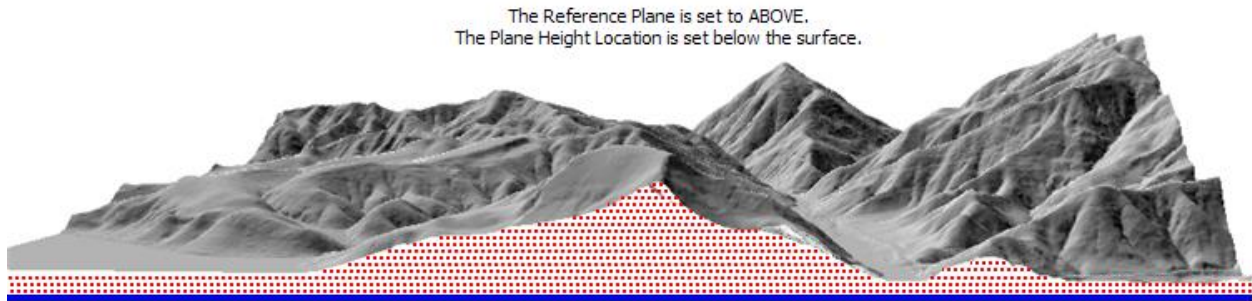 The Reference Plane is set to ABOVE.
The Plane Height Location is set below the surface.